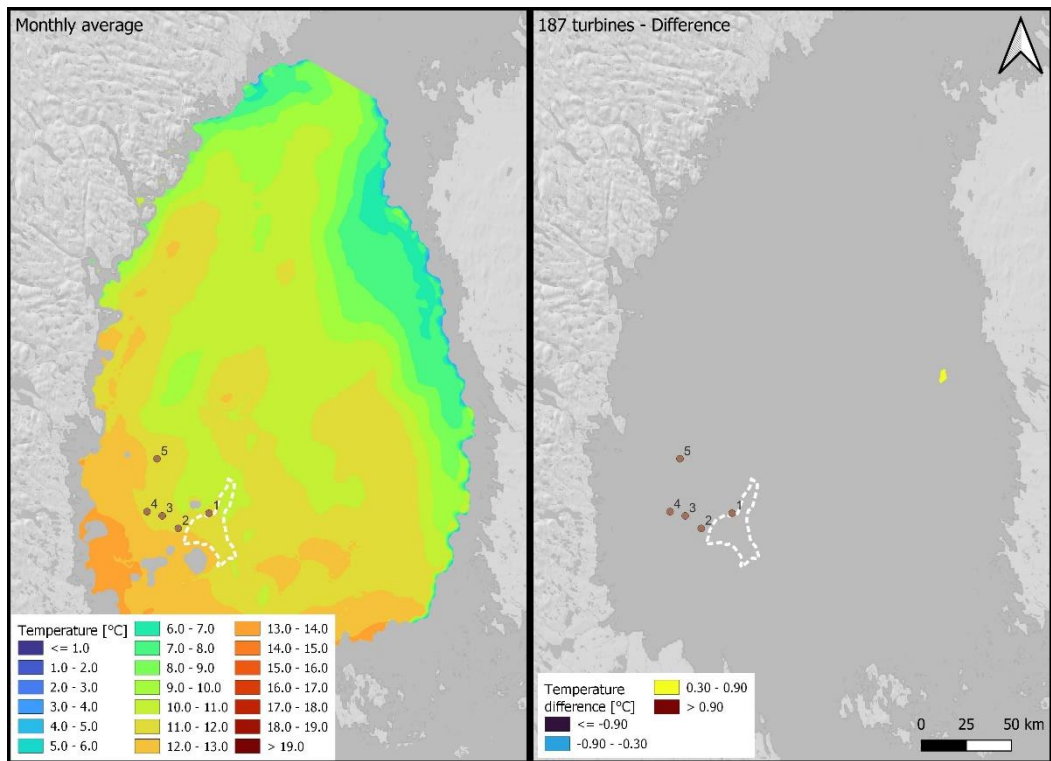 Monthly average
5
4
3
2
1
Temperature [°C]
<= 1.0
1.0 - 2.0
2.0 - 3.0
3.0 - 4.0
4.0 - 5.0
5.0 - 6.0
6.0 - 7.0
7.0 - 8.0
8.0 - 9.0
9.0 - 10.0
10.0 - 11.0
11.0 - 12.0
12.0 - 13.0
13.0 - 14.0
14.0 - 15.0
15.0 - 16.0
16.0 - 17.0
17.0 - 18.0
18.0 - 19.0
> 19.0
187 turbines - Difference
5
4
3
2
1
Temperature
difference [°C]
<= -0.90
-0.90 - -0.30
0.30 - 0.90
> 0.90
0 25 50 km